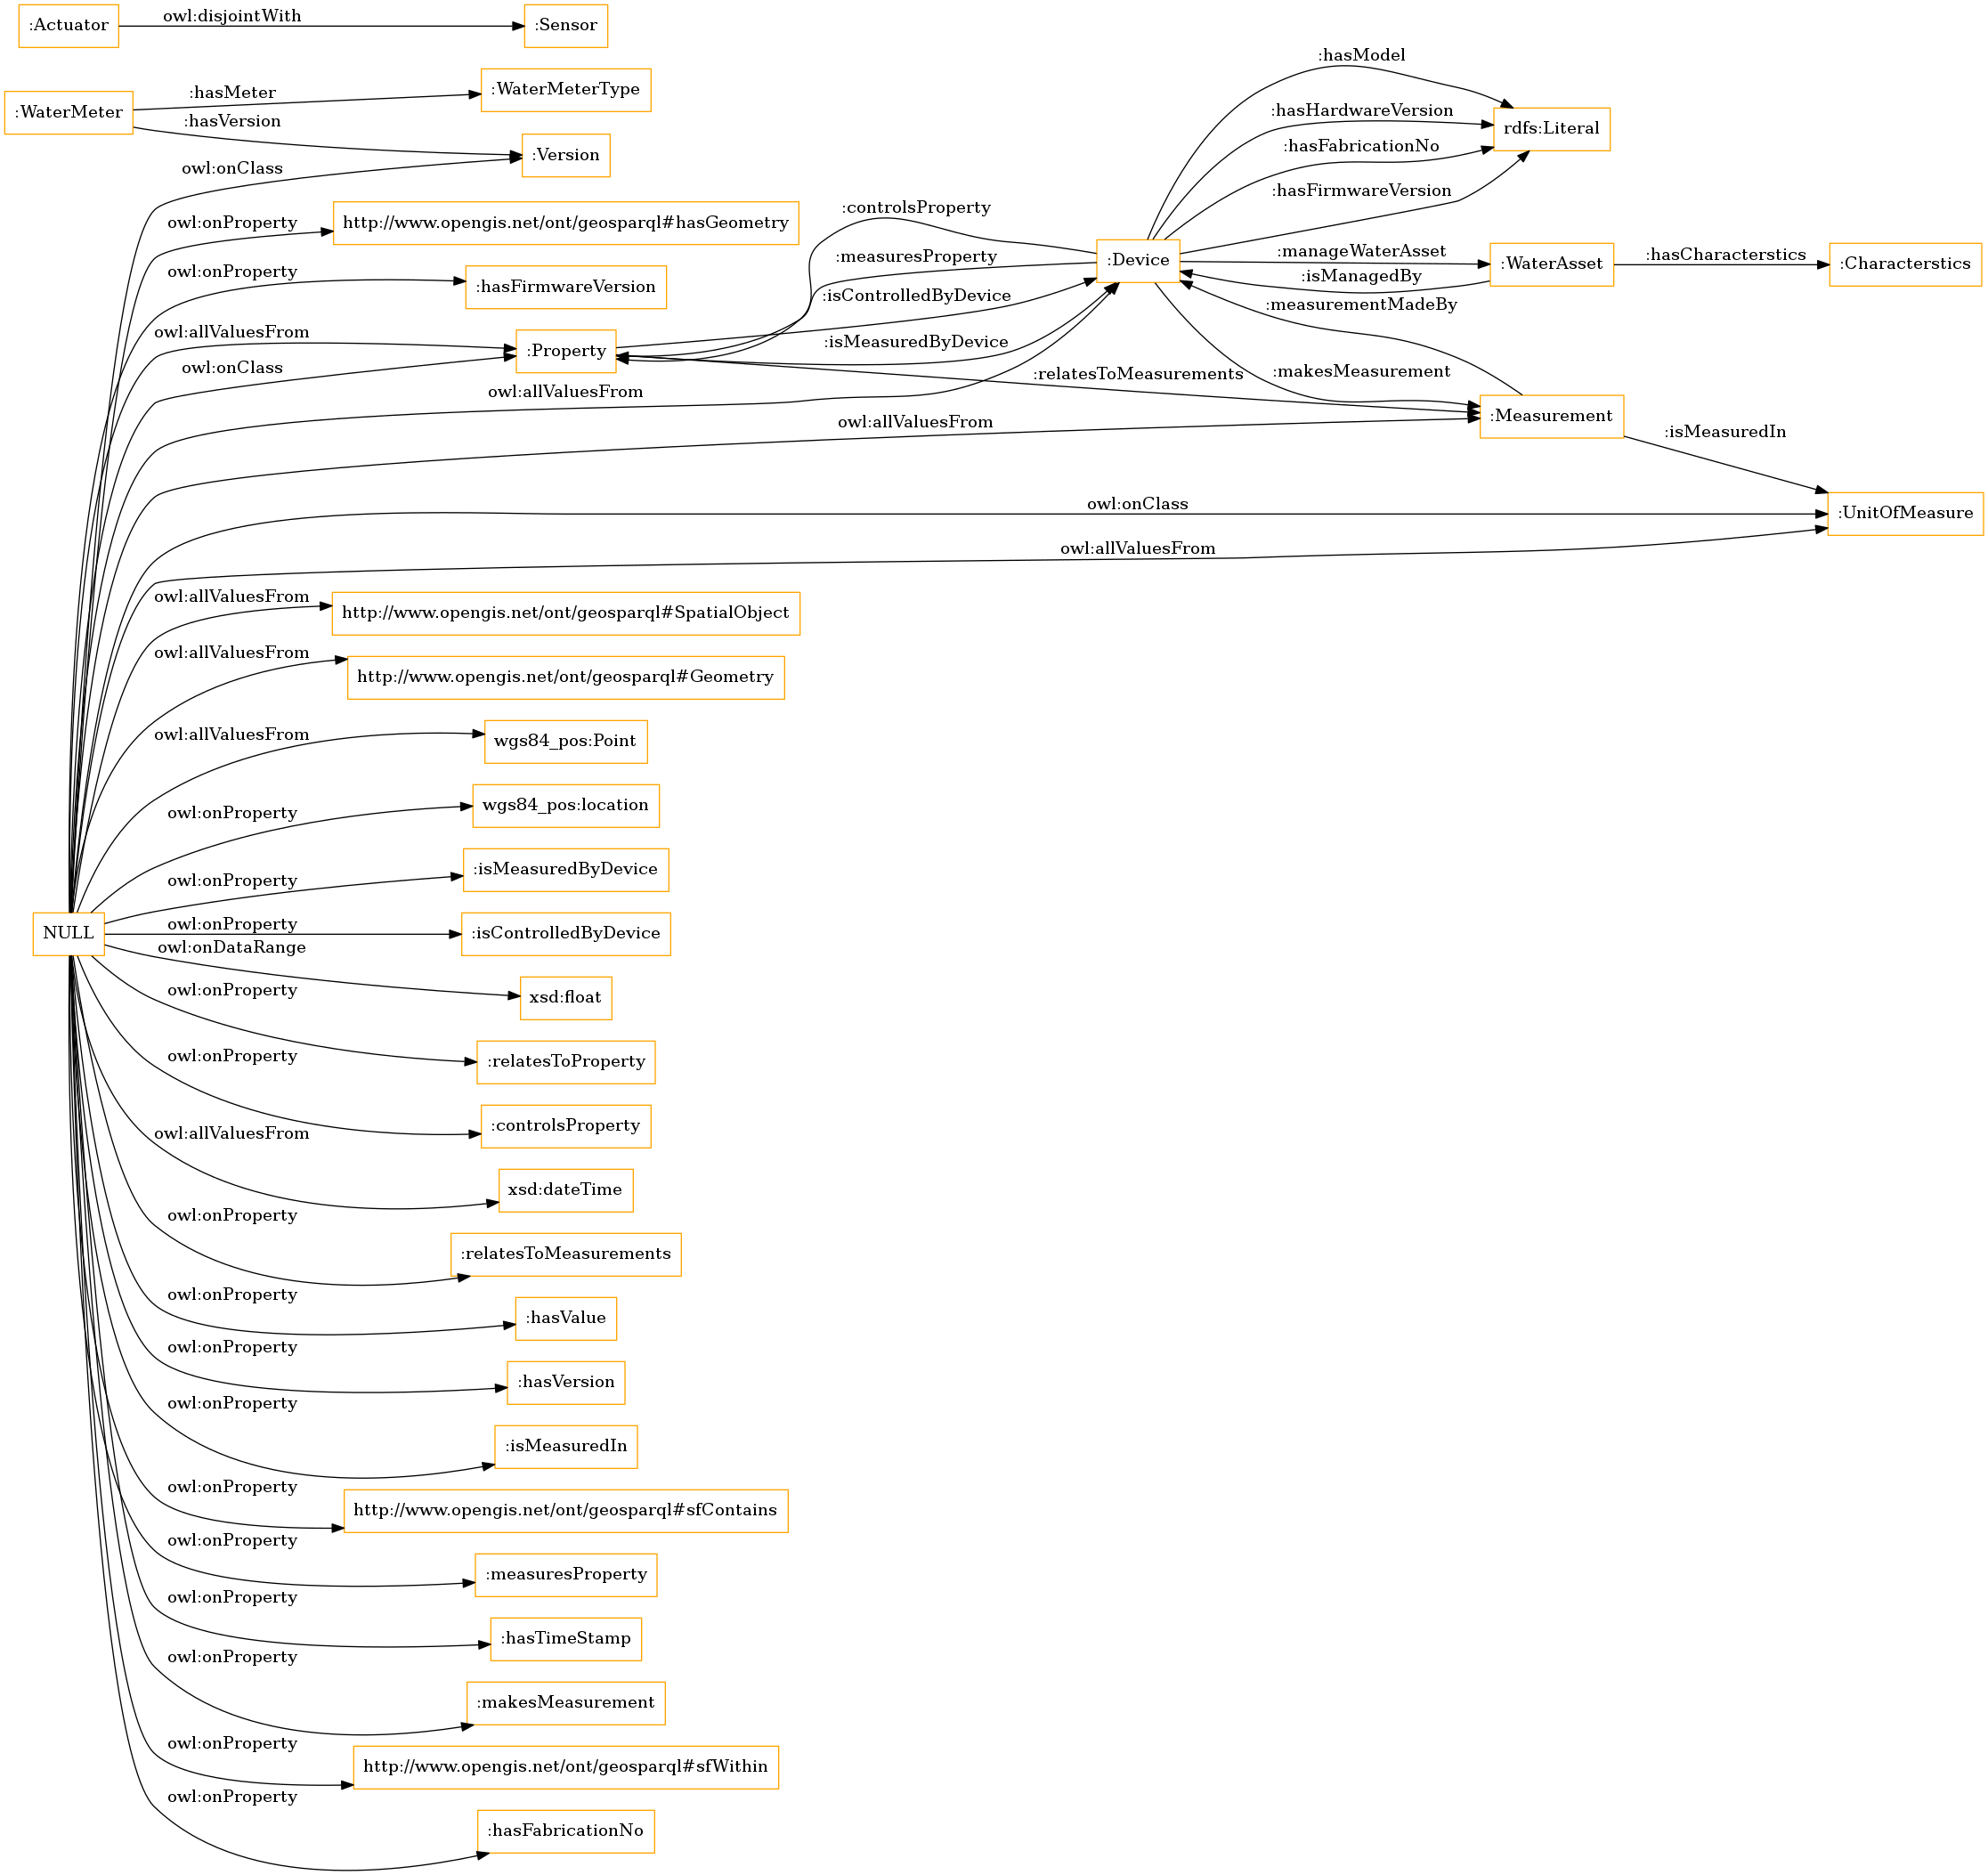 owl:disjointWith
:Actuator
:Sensor
:hasModel
:hasMeter
:WaterMeterType
:WaterMeter
:hasVersion
:hasHardwareVersion
rdfs:Literal
:hasFabricationNo
:Version
owl:onClass
:hasFirmwareVersion
:controlsProperty
owl:onProperty
http://www.opengis.net/ont/geosparql#hasGeometry
:measuresProperty
:Device
:manageWaterAsset
:WaterAsset
:hasCharacterstics
:Characterstics
owl:onProperty
:hasFirmwareVersion
:isManagedBy
:isControlledByDevice
:measurementMadeBy
owl:allValuesFrom
:Property
:isMeasuredByDevice
owl:onClass
:relatesToMeasurements
:makesMeasurement
owl:allValuesFrom
:Measurement
owl:allValuesFrom
:isMeasuredIn
owl:onClass
:UnitOfMeasure
owl:allValuesFrom
owl:allValuesFrom
http://www.opengis.net/ont/geosparql#SpatialObject
owl:allValuesFrom
http://www.opengis.net/ont/geosparql#Geometry
owl:allValuesFrom
wgs84_pos:Point
owl:onProperty
wgs84_pos:location
owl:onProperty
:isMeasuredByDevice
NULL
owl:onProperty
:isControlledByDevice
owl:onDataRange
xsd:float
owl:onProperty
:relatesToProperty
owl:onProperty
:controlsProperty
owl:allValuesFrom
xsd:dateTime
owl:onProperty
:relatesToMeasurements
owl:onProperty
:hasValue
owl:onProperty
:hasVersion
owl:onProperty
:isMeasuredIn
owl:onProperty
http://www.opengis.net/ont/geosparql#sfContains
owl:onProperty
:measuresProperty
owl:onProperty
:hasTimeStamp
owl:onProperty
:makesMeasurement
owl:onProperty
http://www.opengis.net/ont/geosparql#sfWithin
owl:onProperty
:hasFabricationNo